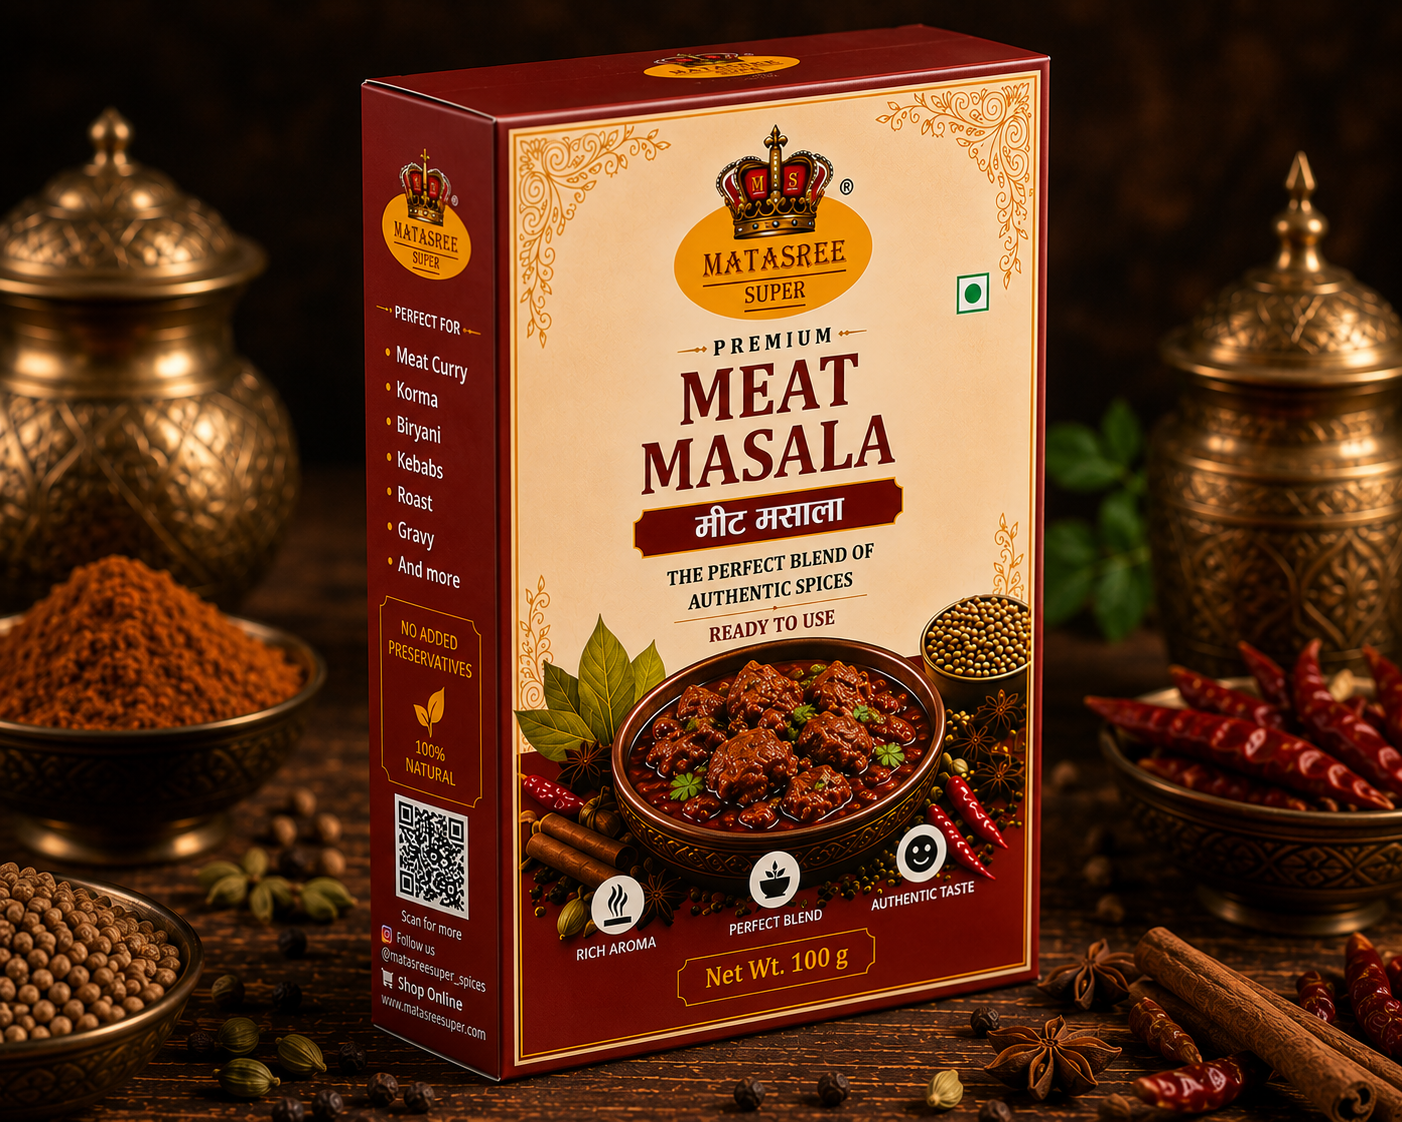 MATASREE
SUPER
®
M S
®
MATASREE
SUPER
PERFECT FOR
• Meat Curry
• Korma
• Biryani
• Kebabs
• Roast
• Gravy
• And more
NO ADDED
PRESERVATIVES
100%
NATURAL
Scan for more
Follow us
@matasreesuper_spices
Shop Online
www.matasreesuper.com
M S
®
MATASREE
SUPER
PREMIUM
MEAT
MASALA
मीट मसाला
THE PERFECT BLEND OF
AUTHENTIC SPICES
READY TO USE
RICH AROMA
PERFECT BLEND
AUTHENTIC TASTE
Net Wt. 100 g